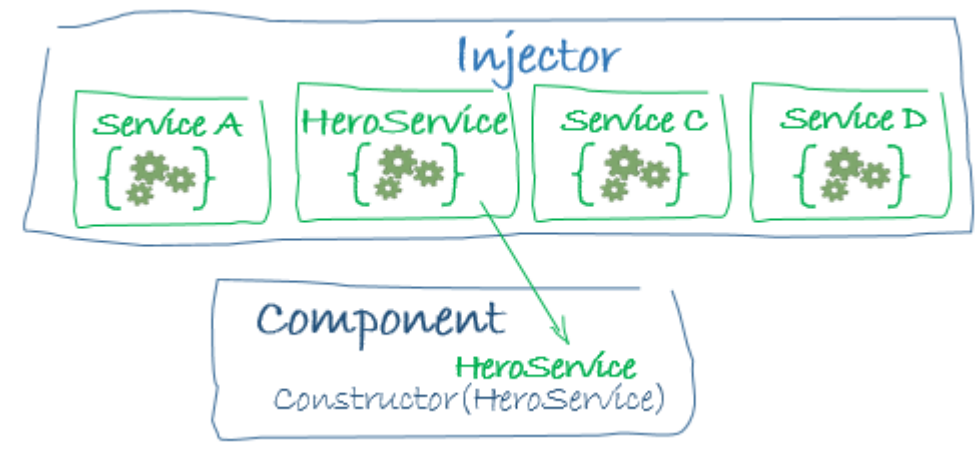 Injector
Service A
HeroService
Service C
Service D
Component
HeroService
Constructor(HeroService)